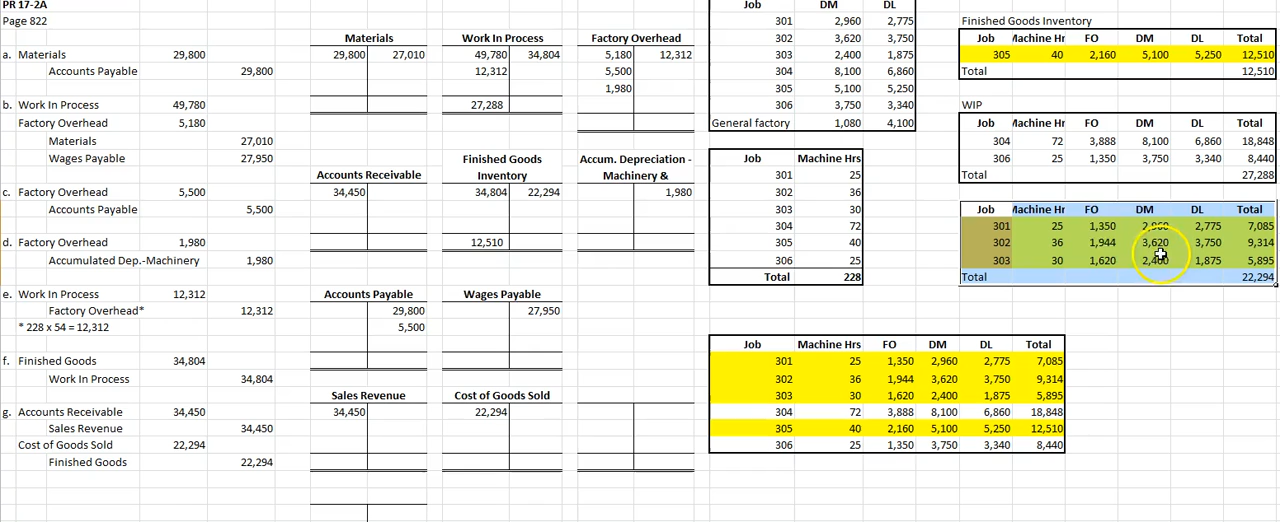 PR 17-2A
Page 822
a. Materials 29,800
Accounts Payable 29,800
b. Work In Process 49,780
Factory Overhead 5,180
Materials 27,010
Wages Payable 27,950
c. Factory Overhead 5,500
Accounts Payable 5,500
d. Factory Overhead 1,980
Accumulated Dep.-Machinery 1,980
e. Work In Process 12,312
Factory Overhead* 12,312
* 228 x 54 = 12,312
f. Finished Goods 34,804
Work In Process 34,804
g. Accounts Receivable 34,450
Sales Revenue 34,450
Cost of Goods Sold 22,294
Finished Goods 22,294
Materials
29,800 27,010
Work In Process
49,780 34,804
12,312
27,288
Factory Overhead
5,180 12,312
5,500
1,980
Accounts Receivable
34,450
Finished Goods
Inventory
34,804 22,294
12,510
Accum. Depreciation -
Machinery &
1,980
Accounts Payable
29,800
5,500
Wages Payable
27,950
Sales Revenue
34,450
Cost of Goods Sold
22,294
Job DM DL
301 2,960 2,775
302 3,620 3,750
303 2,400 1,875
304 8,100 6,860
305 5,100 5,250
306 3,750 3,340
General factory 1,080 4,100
Job Machine Hrs
301 25
302 36
303 30
304 72
305 40
306 25
Total 228
Job Machine Hrs FO DM DL Total
301 25 1,350 2,960 2,775 7,085
302 36 1,944 3,620 3,750 9,314
303 30 1,620 2,400 1,875 5,895
304 72 3,888 8,100 6,860 18,848
305 40 2,160 5,100 5,250 12,510
306 25 1,350 3,750 3,340 8,440
Finished Goods Inventory
Job Machine Hr FO DM DL Total
305 40 2,160 5,100 5,250 12,510
Total 12,510
WIP
Job Machine Hr FO DM DL Total
304 72 3,888 8,100 6,860 18,848
306 25 1,350 3,750 3,340 8,440
Total 27,288
Job Machine Hr FO DM DL Total
301 25 1,350 2,960 2,775 7,085
302 36 1,944 3,620 3,750 9,314
303 30 1,620 2,400 1,875 5,895
Total 22,294